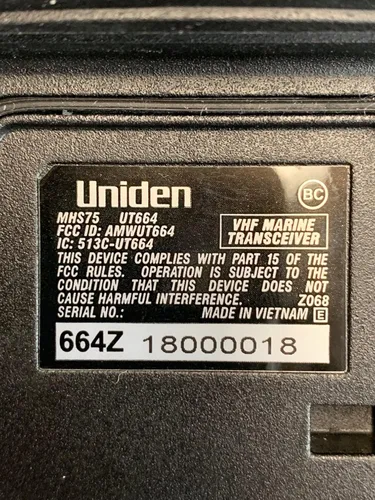 Uniden
BC
MHS75 UT664
FCC ID: AMWUT664
IC: 513C-UT664
VHF MARINE
TRANSCEIVER
THIS DEVICE COMPLIES WITH PART 15 OF THE
FCC RULES. OPERATION IS SUBJECT TO THE
CONDITION THAT THIS DEVICE DOES NOT
CAUSE HARMFUL INTERFERENCE. Z068
SERIAL NO.: MADE IN VIETNAM E
664Z 18000018